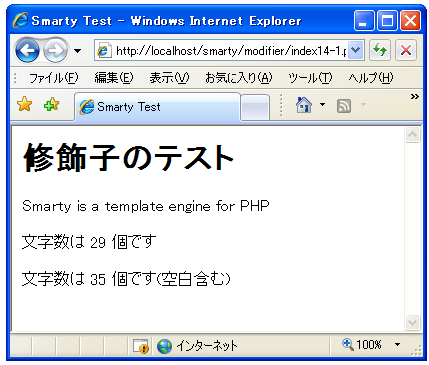 Smarty Test - Windows Internet Explorer
http://localhost/smarty/modifier/index14-1.p
ファイル(F) 編集(E) 表示(V) お気に入り(A) ツール(T) ヘルプ(H)
Smarty Test
修飾子のテスト
Smarty is a template engine for PHP
文字数は 29 個です
文字数は 35 個です(空白含む)
インターネット 100%